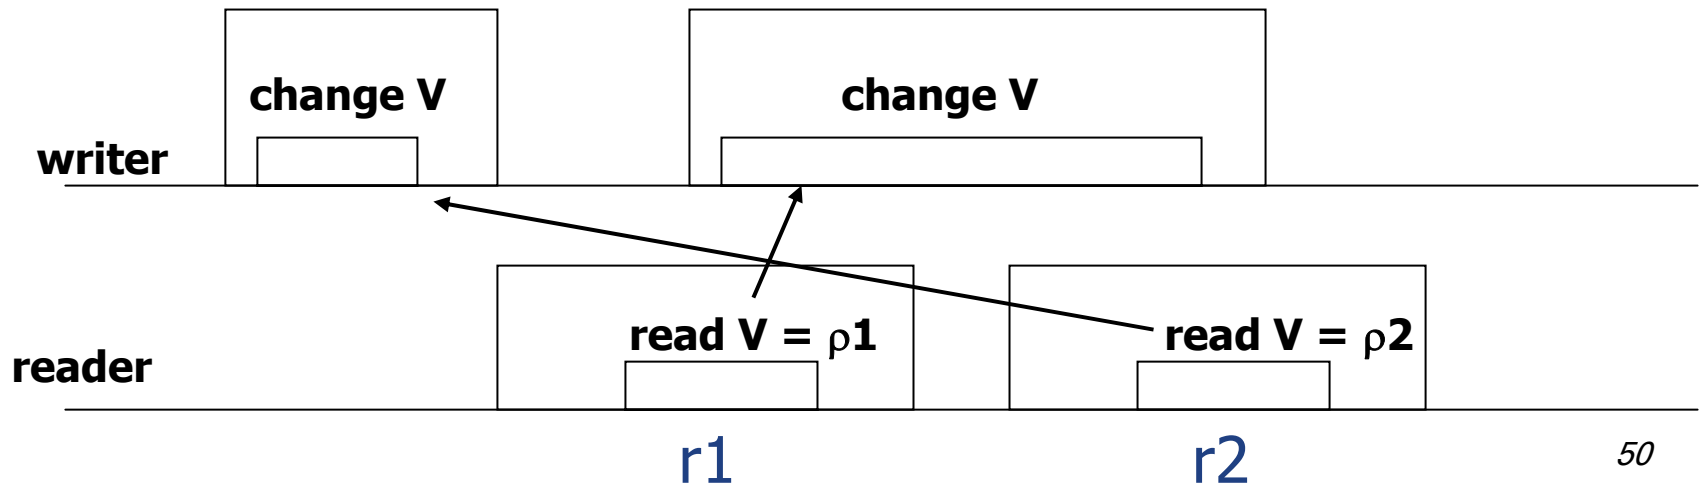 change V
change V
writer
read V = ρ1
read V = ρ2
reader
r1
r2
50